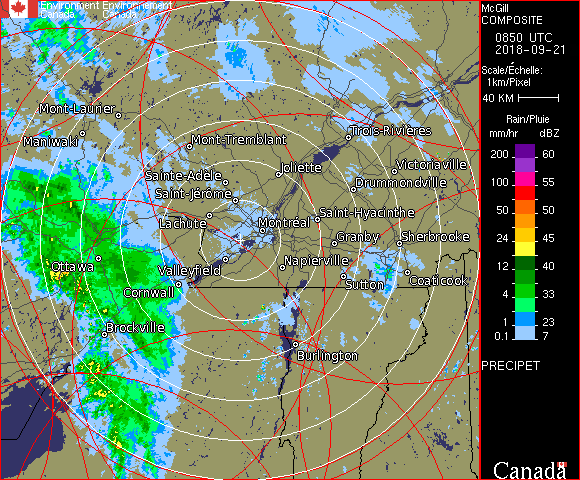 Environment Environnement
Canada Canada
Mont-Laurier
Maniwaki
Mont-Tremblant
Trois-Rivières
Sainte-Adèle
Joliette
Victoriaville
Drummondville
Saint-Jérôme
Lachute
Montréal
Saint-Hyacinthe
Granby
Sherbrooke
Ottawa
Valleyfield
Napierville
Cornwall
Sutton
Coaticook
Brockville
Burlington
McGill
COMPOSITE
0850 UTC
2018-09-21
Scale/Échelle:
1km/Pixel
40 KM
Rain/Pluie
mm/hr dBZ
200 60
100 55
50 50
24 45
12 40
4 33
1 23
0.1 7
PRECIPET
Canada